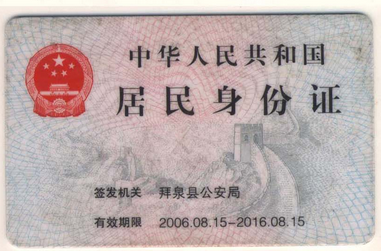 中华人民共和国
居民身份证
签发机关 拜泉县公安局
有效期限 2006.08.15-2016.08.15